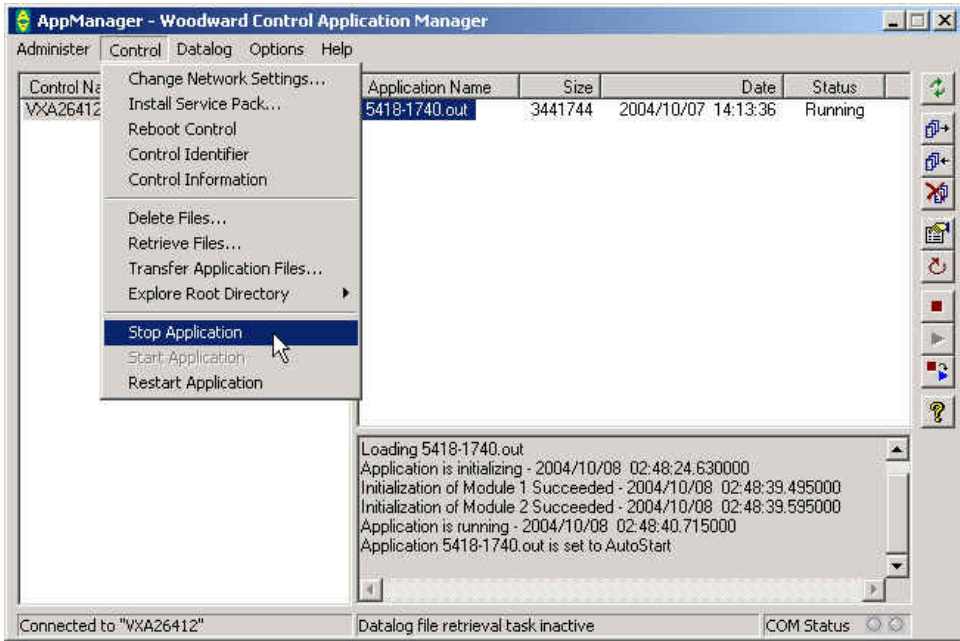 AppManager - Woodward Control Application Manager
Administer Control Datalog Options Help
Control Na
VXA26412
Change Network Settings...
Install Service Pack...
Reboot Control
Control Identifier
Control Information
Delete Files...
Retrieve Files...
Transfer Application Files...
Explore Root Directory
Stop Application
Start Application
Restart Application
Application Name Size Date Status
5418-1740.out 3441744 2004/10/07 14:13:36 Running
Loading 5418-1740.out
Application is initializing - 2004/10/08 02:48:24.630000
Initialization of Module 1 Succeeded - 2004/10/08 02:48:39.495000
Initialization of Module 2 Succeeded - 2004/10/08 02:48:39.595000
Application is running - 2004/10/08 02:48:40.715000
Application 5418-1740.out is set to AutoStart
Connected to "VXA26412" Datalog file retrieval task inactive COM Status